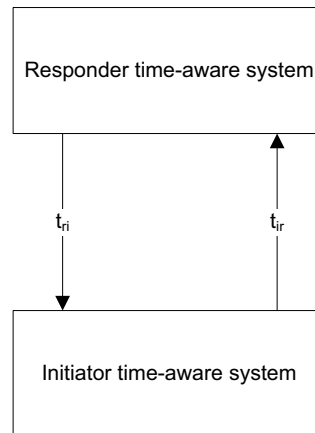 Responder time-aware system
tri
tir
Initiator time-aware system